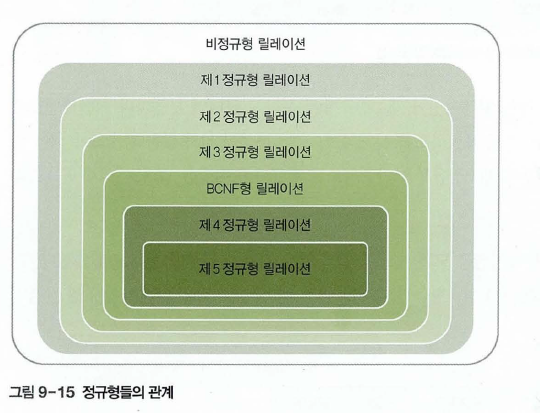 비정규형 릴레이션
제1정규형 릴레이션
제2정규형 릴레이션
제3정규형 릴레이션
BCNF형 릴레이션
제4정규형 릴레이션
제5정규형 릴레이션
그림 9-15 정규형들의 관계